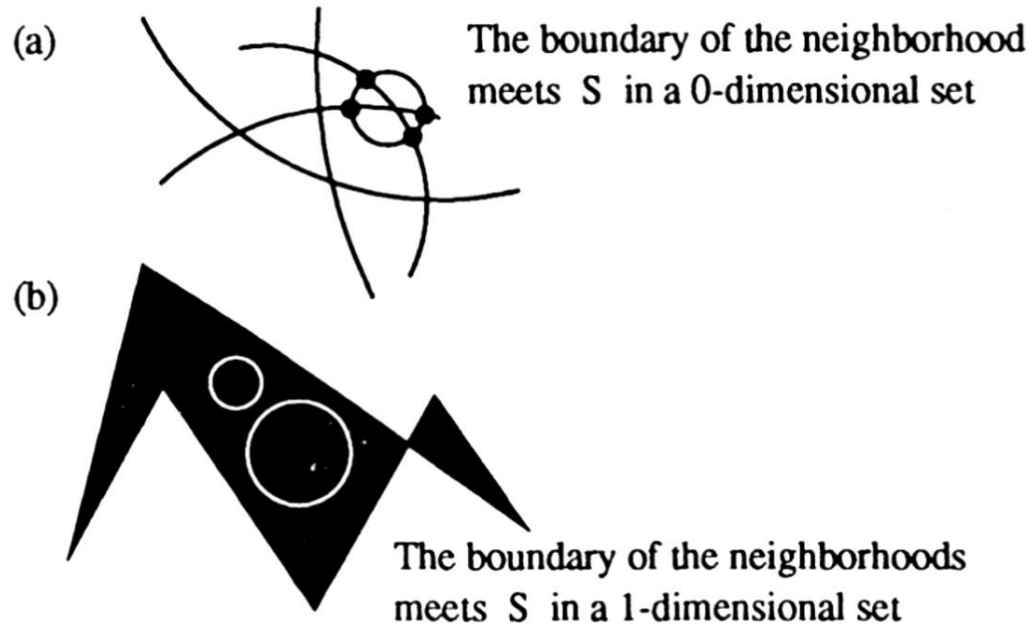 (a)
The boundary of the neighborhood
meets S in a 0-dimensional set
(b)
The boundary of the neighborhoods
meets S in a 1-dimensional set